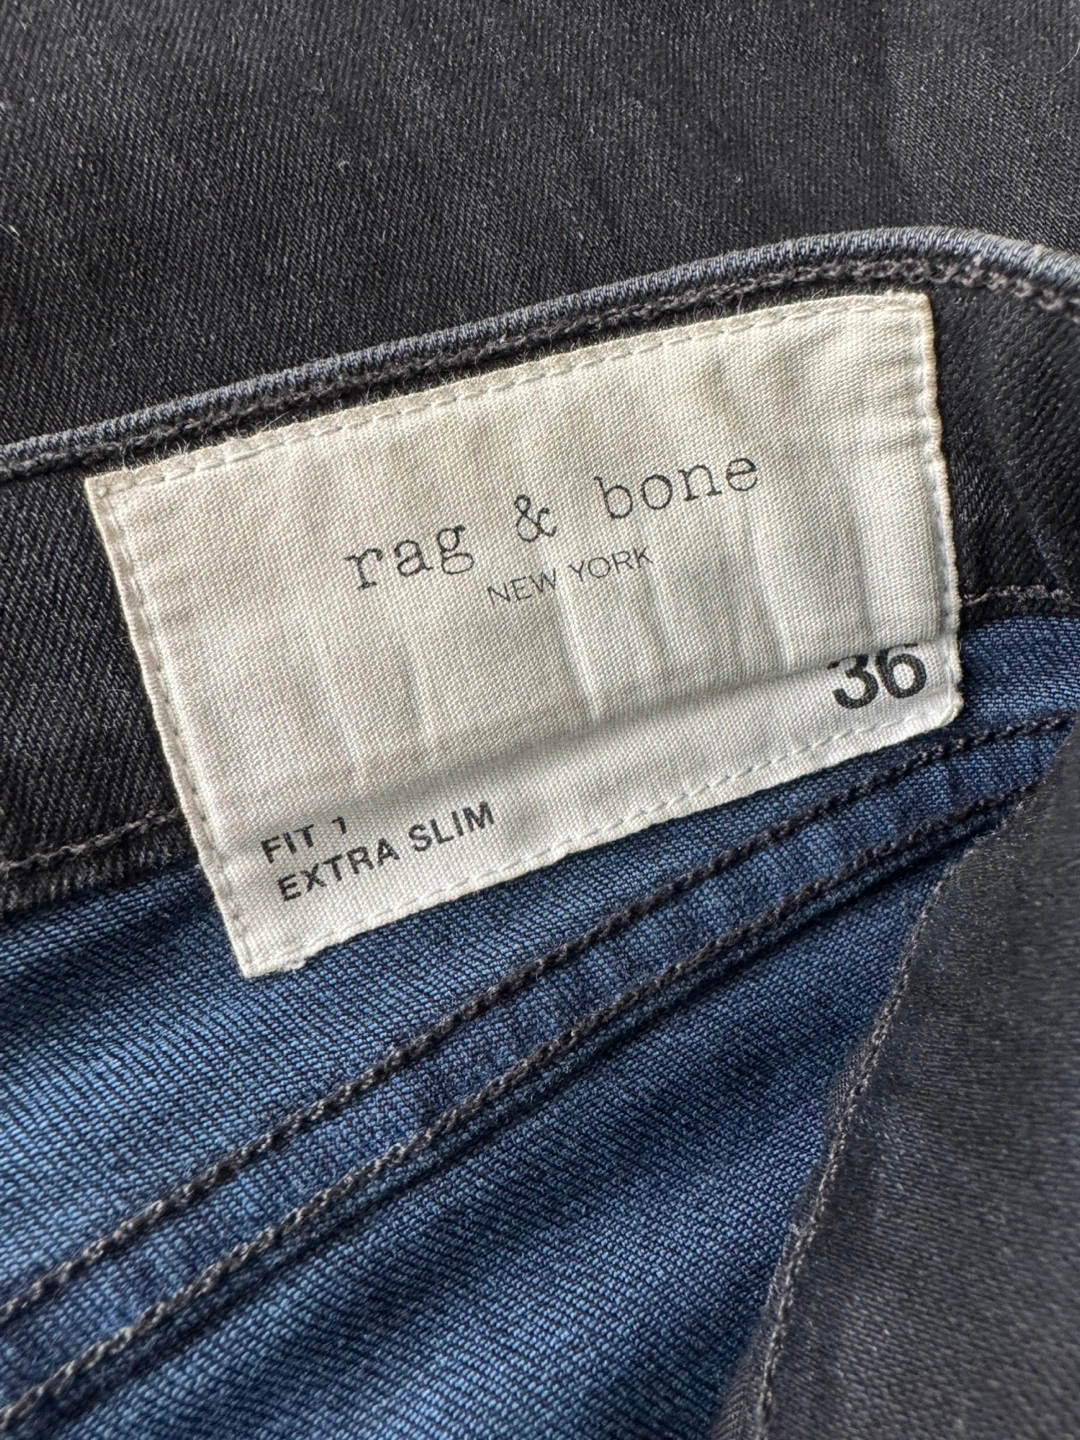 rag & bone
NEW YORK
36
FIT 1
EXTRA SLIM